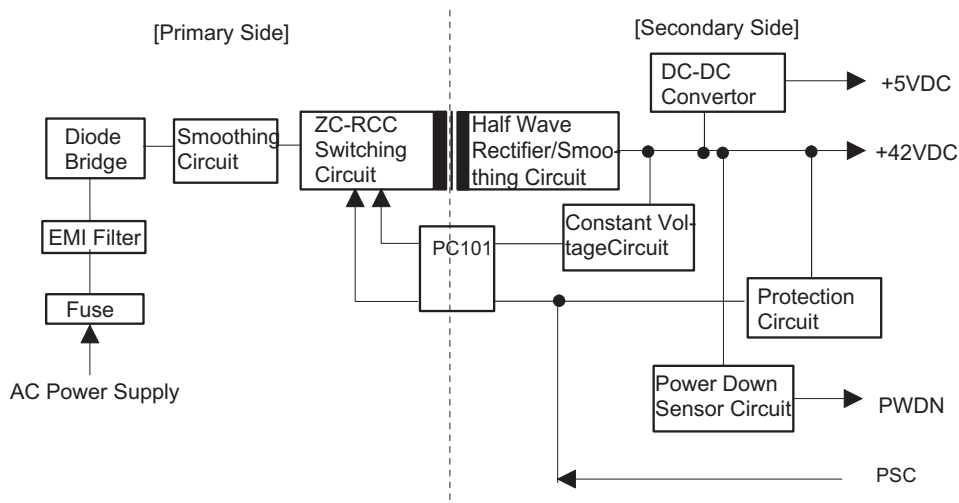 [Primary Side]
[Secondary Side]
DC-DC
Convertor
+5VDC
Diode
Bridge
Smoothing
Circuit
ZC-RCC
Switching
Circuit
Half Wave
Rectifier/Smoo-
thing Circuit
+42VDC
EMI Filter
PC101
Constant Vol-
tageCircuit
Fuse
Protection
Circuit
AC Power Supply
Power Down
Sensor Circuit
PWDN
PSC